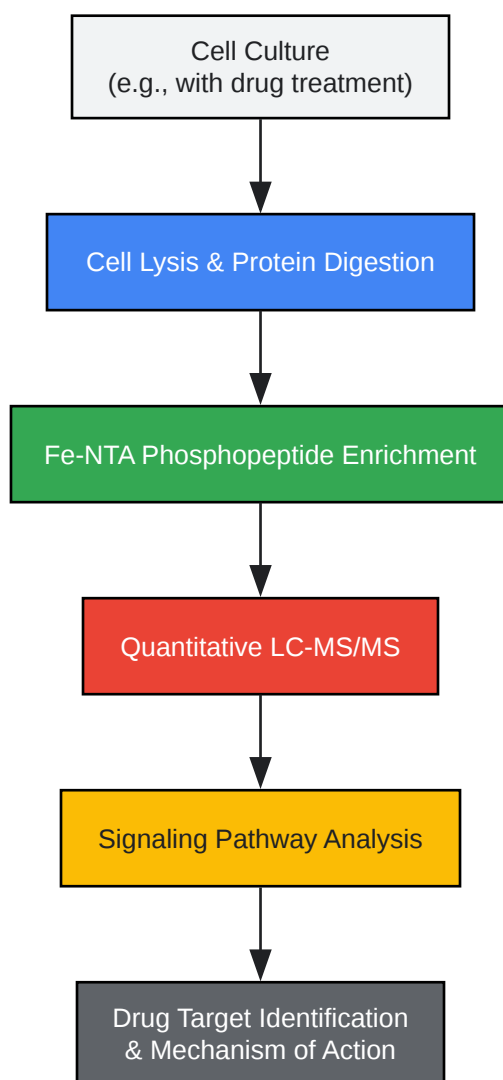 Cell Culture
(e.g., with drug treatment)
Cell Lysis & Protein Digestion
Fe-NTA Phosphopeptide Enrichment
Quantitative LC-MS/MS
Signaling Pathway Analysis
Drug Target Identification
& Mechanism of Action